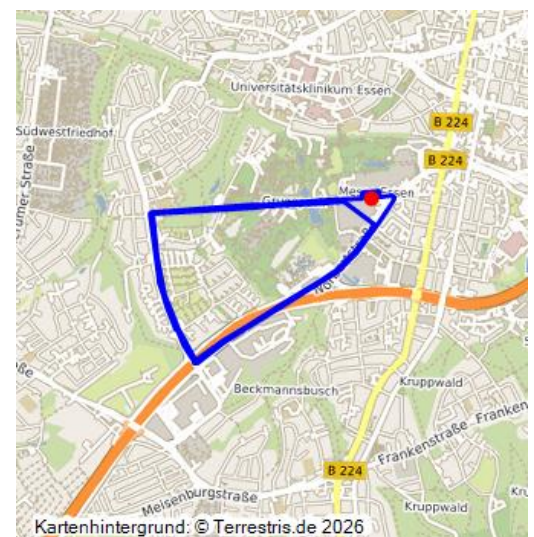 Universitätsklinikum Essen
B 224
Südwestfriedhof
B 224
Messe Essen
Beckmannsbusch
Kruppwald
Frankenstraße
B 224
Meisenburgstraße
Kruppwald
Kartenhintergrund: © Terrestris.de 2026